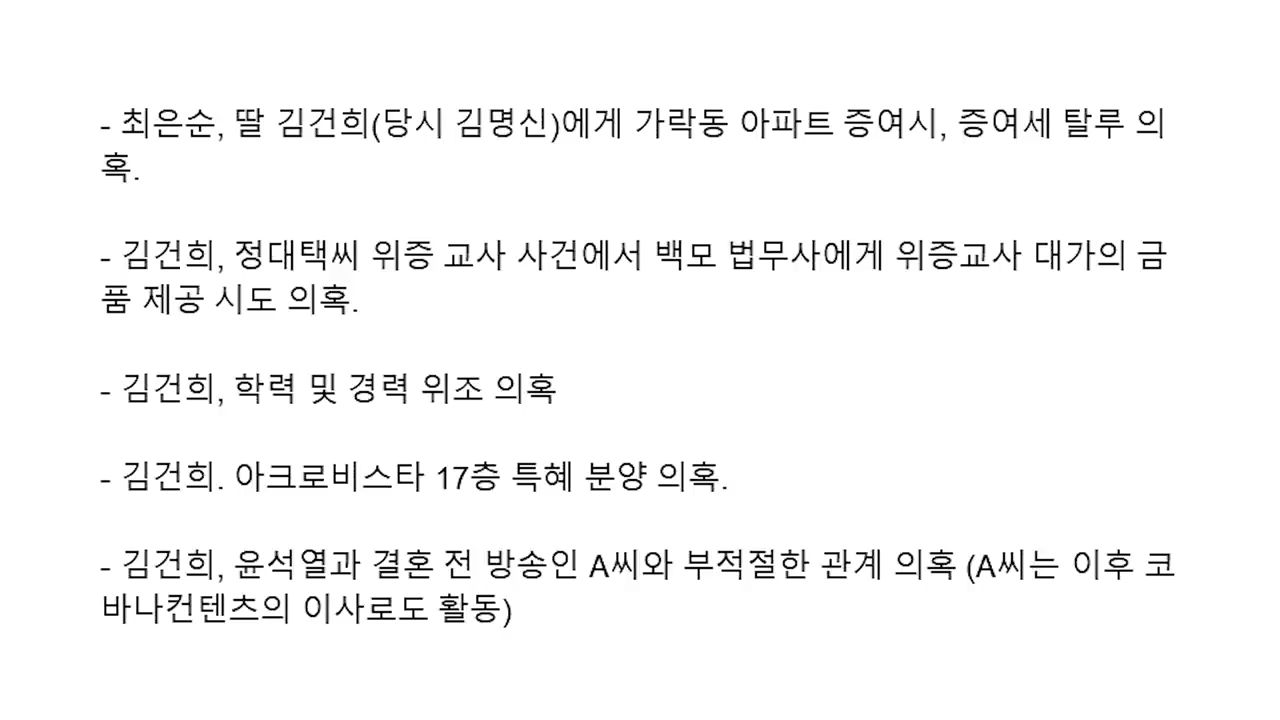 - 최은순, 딸 김건희(당시 김명신)에게 가락동 아파트 증여시, 증여세 탈루 의
혹.
- 김건희, 정대택씨 위증 교사 사건에서 백모 법무사에게 위증교사 대가의 금
품 제공 시도 의혹.
- 김건희, 학력 및 경력 위조 의혹
- 김건희. 아크로비스타 17층 특혜 분양 의혹.
- 김건희, 윤석열과 결혼 전 방송인 A씨와 부적절한 관계 의혹 (A씨는 이후 코
바나컨텐츠의 이사로도 활동)